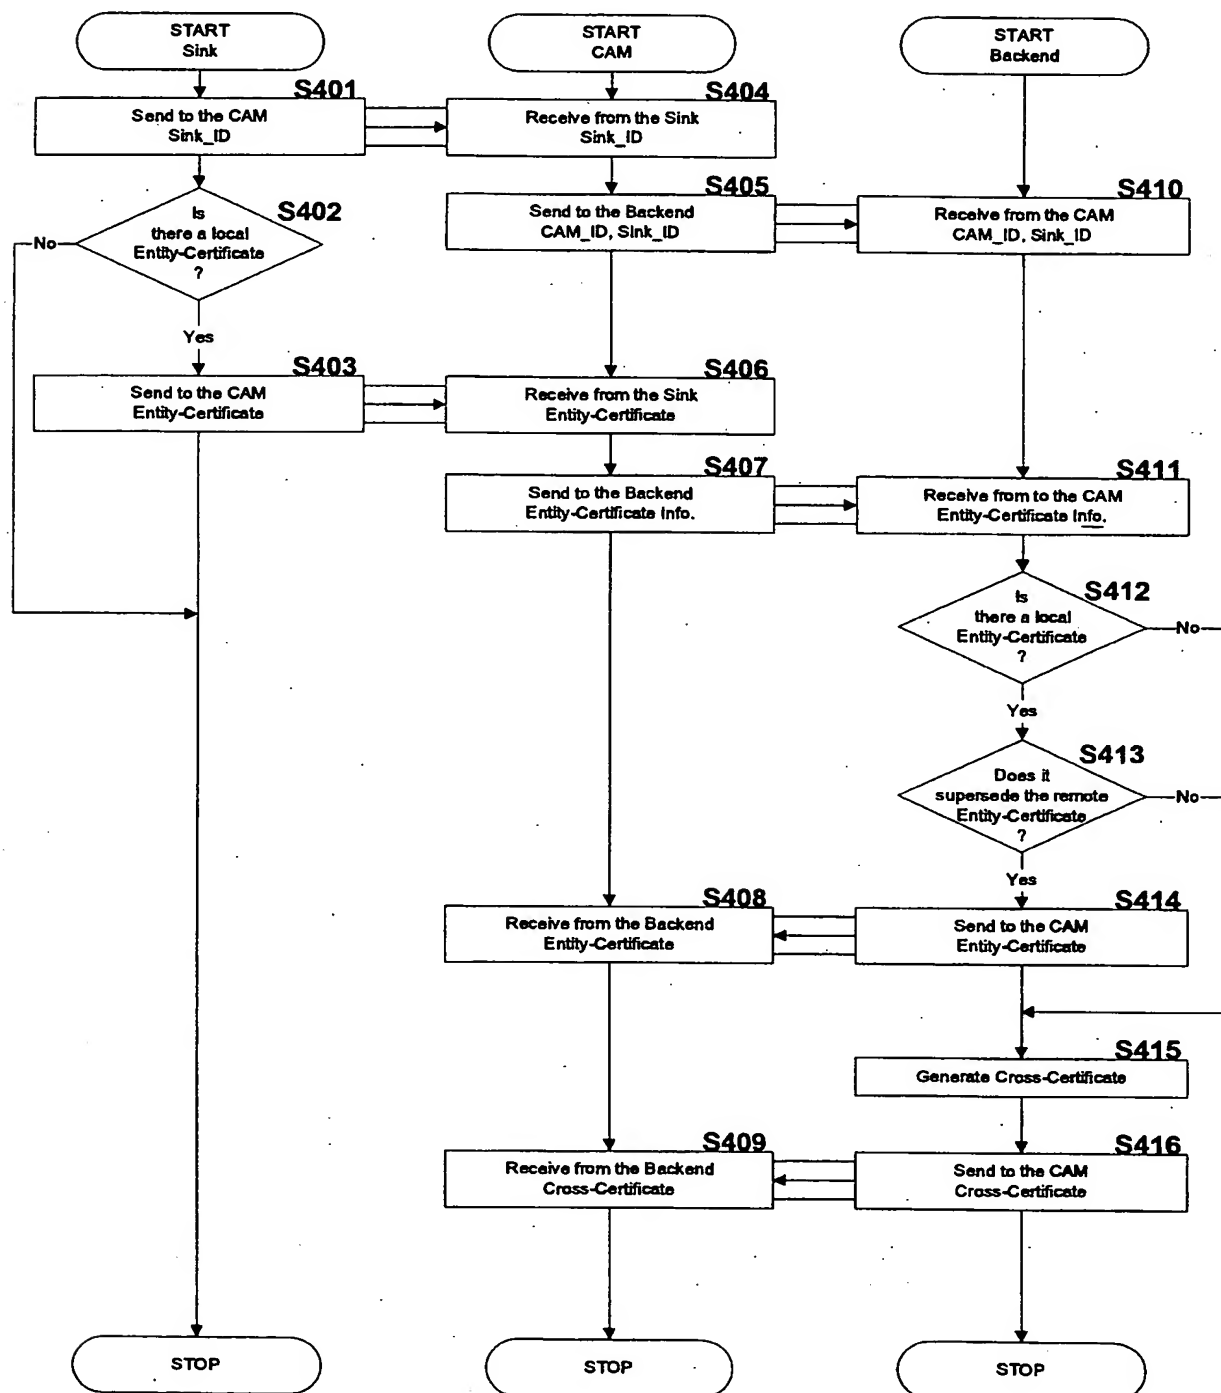 START
Sink
START
CAM
START
Backend
S401
Send to the CAM
Sink_ID
S404
Receive from the Sink
Sink_ID
S402
Is
there a local
Entity-Certificate
?
No
Yes
S405
Send to the Backend
CAM_ID, Sink_ID
S410
Receive from the CAM
CAM_ID, Sink_ID
S403
Send to the CAM
Entity-Certificate
S406
Receive from the Sink
Entity-Certificate
S407
Send to the Backend
Entity-Certificate Info.
S411
Receive from to the CAM
Entity-Certificate Info.
S412
Is
there a local
Entity-Certificate
?
No
Yes
S413
Does it
supersede the remote
Entity-Certificate
?
No
Yes
S408
Receive from the Backend
Entity-Certificate
S414
Send to the CAM
Entity-Certificate
S415
Generate Cross-Certificate
S409
Receive from the Backend
Cross-Certificate
S416
Send to the CAM
Cross-Certificate
STOP
STOP
STOP